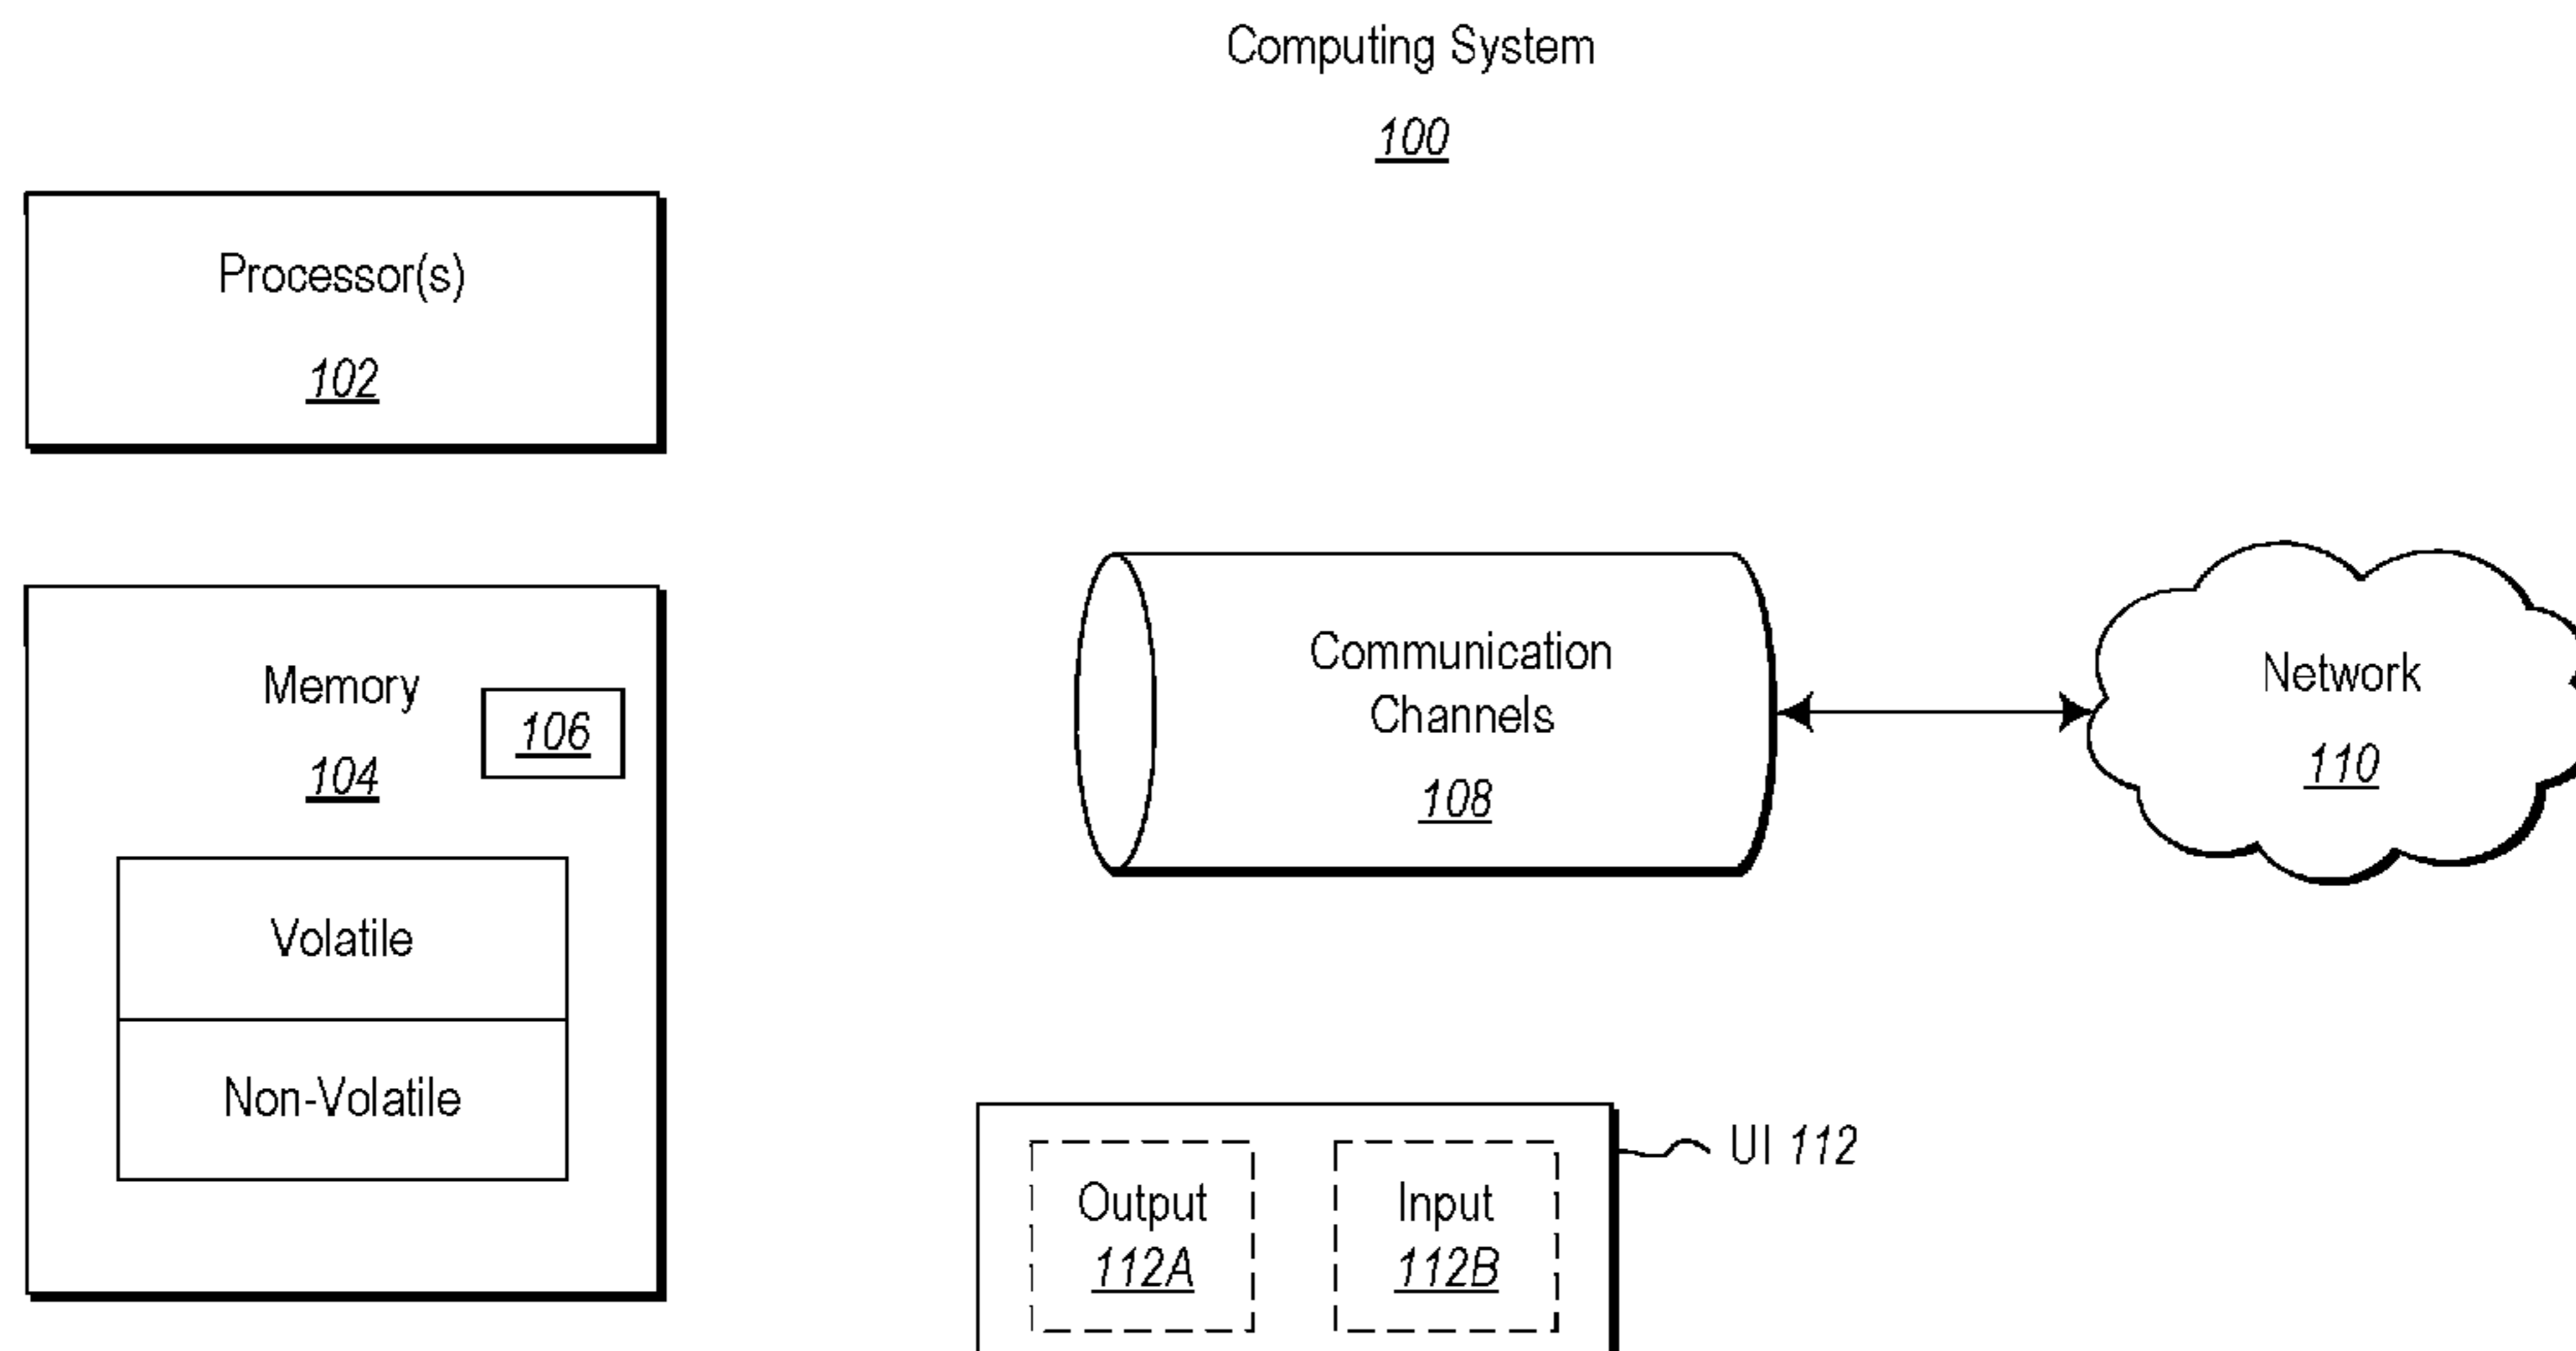 Computing System
100
Processor(s)
102
Memory
104
106
Volatile
Non-Volatile
Communication
Channels
108
Network
110
UI 112
Output
112A
Input
112B